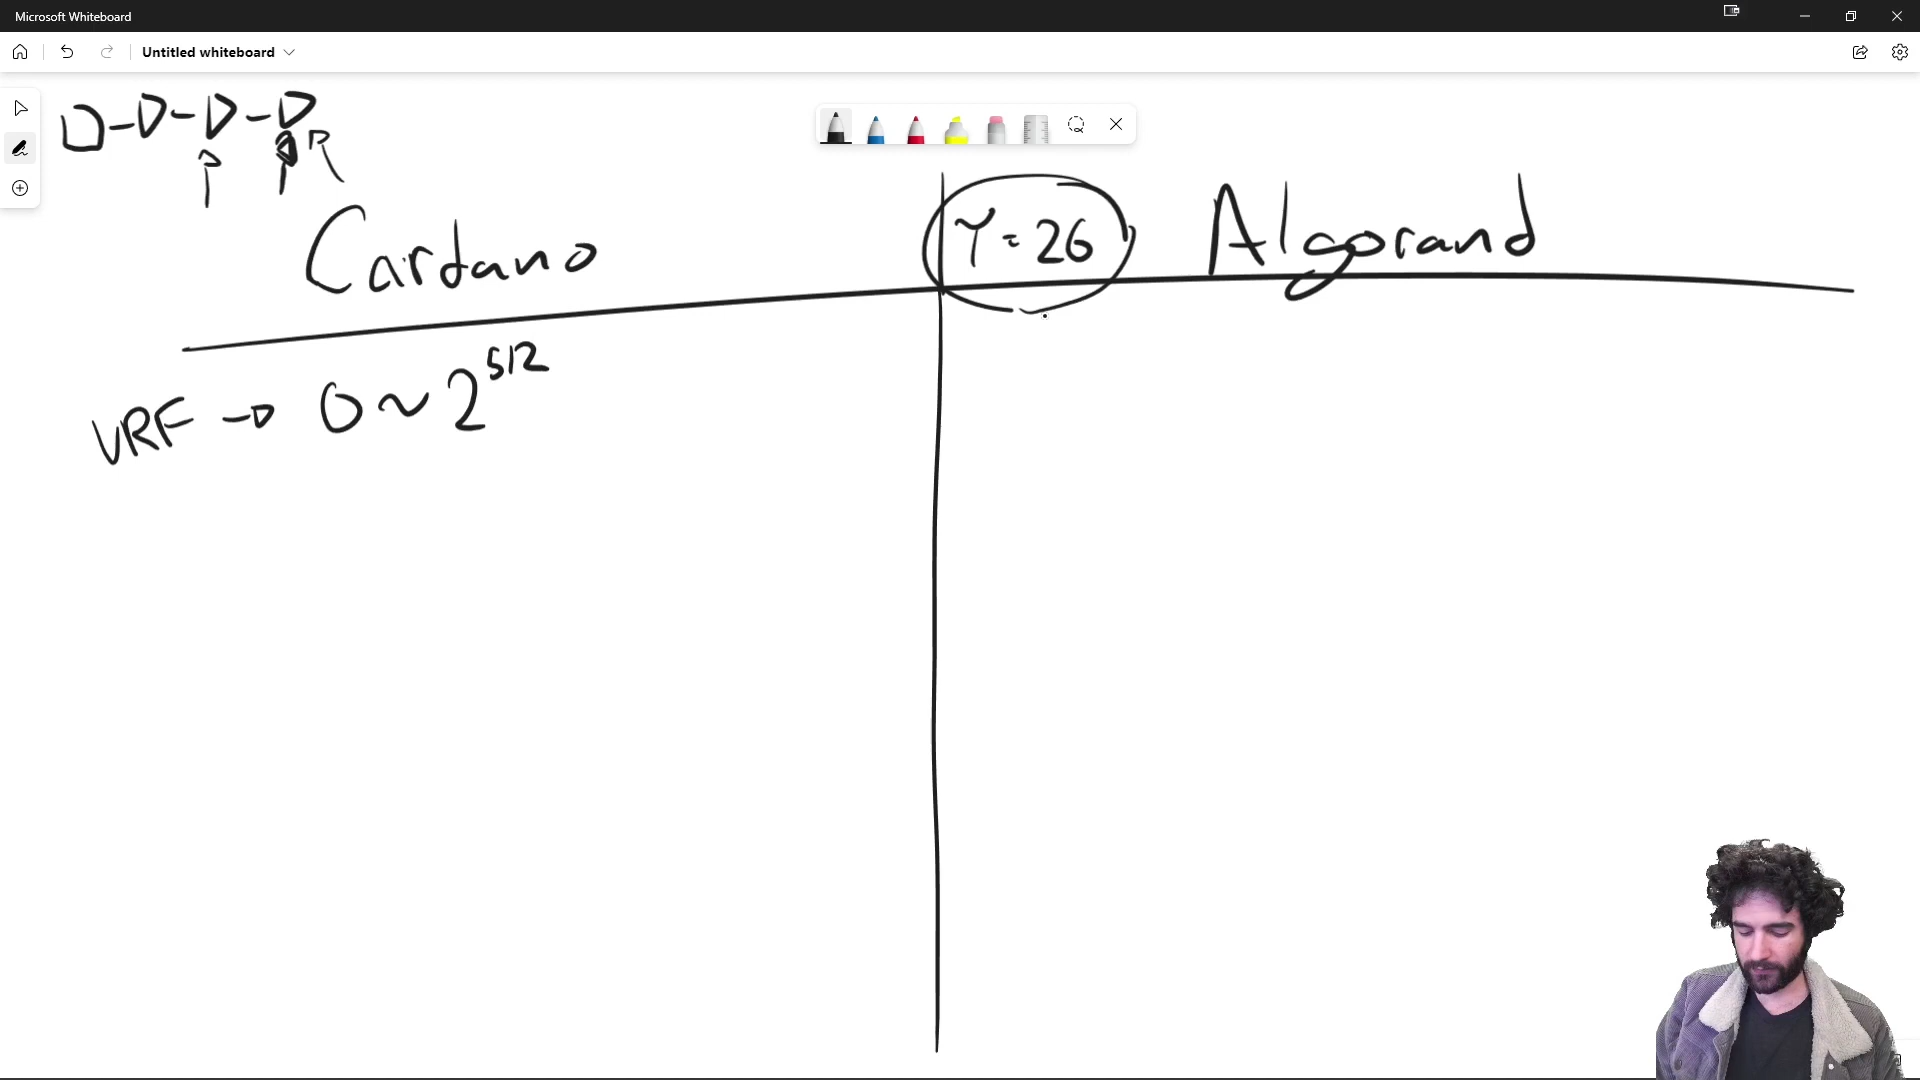 Microsoft Whiteboard
Untitled whiteboard
Cardano
Y = 26
Algorand
VRF → 0 ~ 2^512